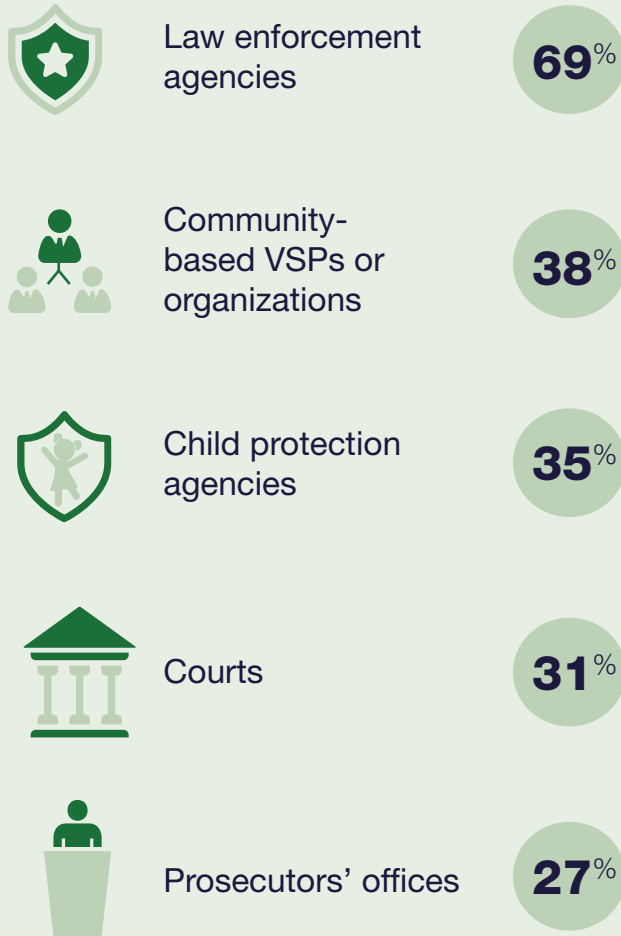 Law enforcement
agencies
69%
Community-
based VSPs or
organizations
38%
Child protection
agencies
35%
Courts
31%
Prosecutors’ offices
27%